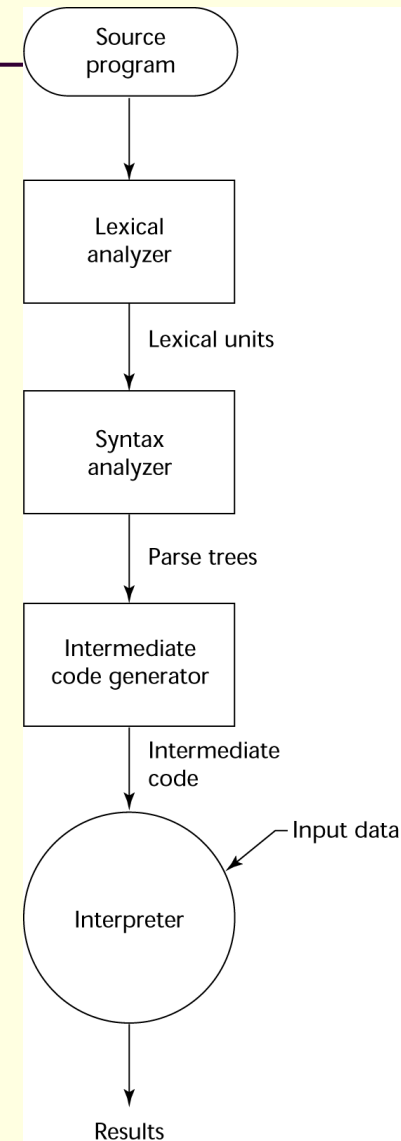 Source
program
Lexical
analyzer
Lexical units
Syntax
analyzer
Parse trees
Intermediate
code generator
Intermediate
code
Input data
Interpreter
Results